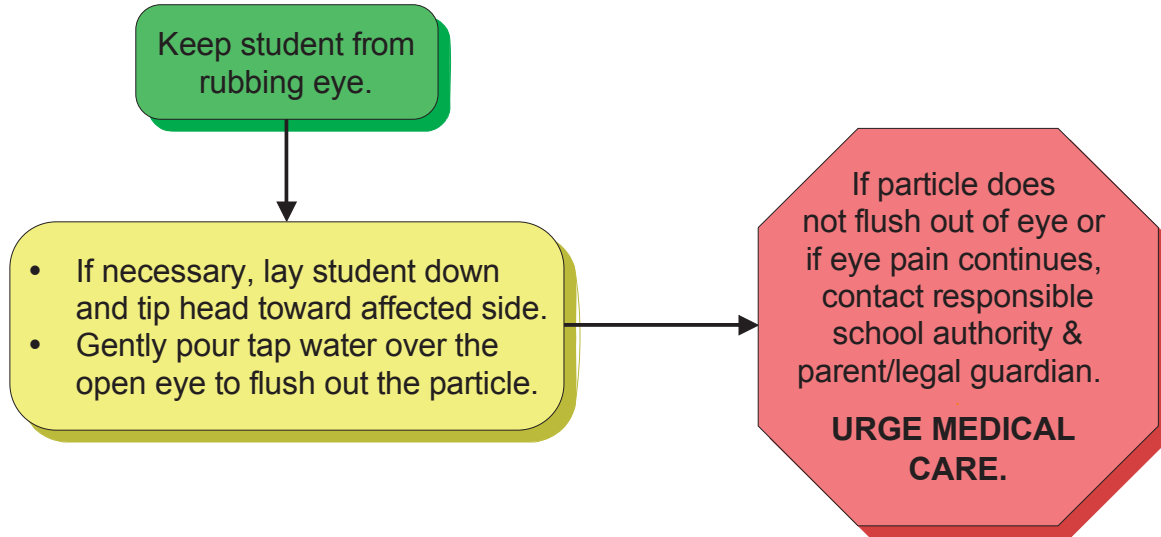 Keep student from
rubbing eye.
• If necessary, lay student down
and tip head toward affected side.
• Gently pour tap water over the
open eye to flush out the particle.
If particle does
not flush out of eye or
if eye pain continues,
contact responsible
school authority &
parent/legal guardian.
URGE MEDICAL
CARE.